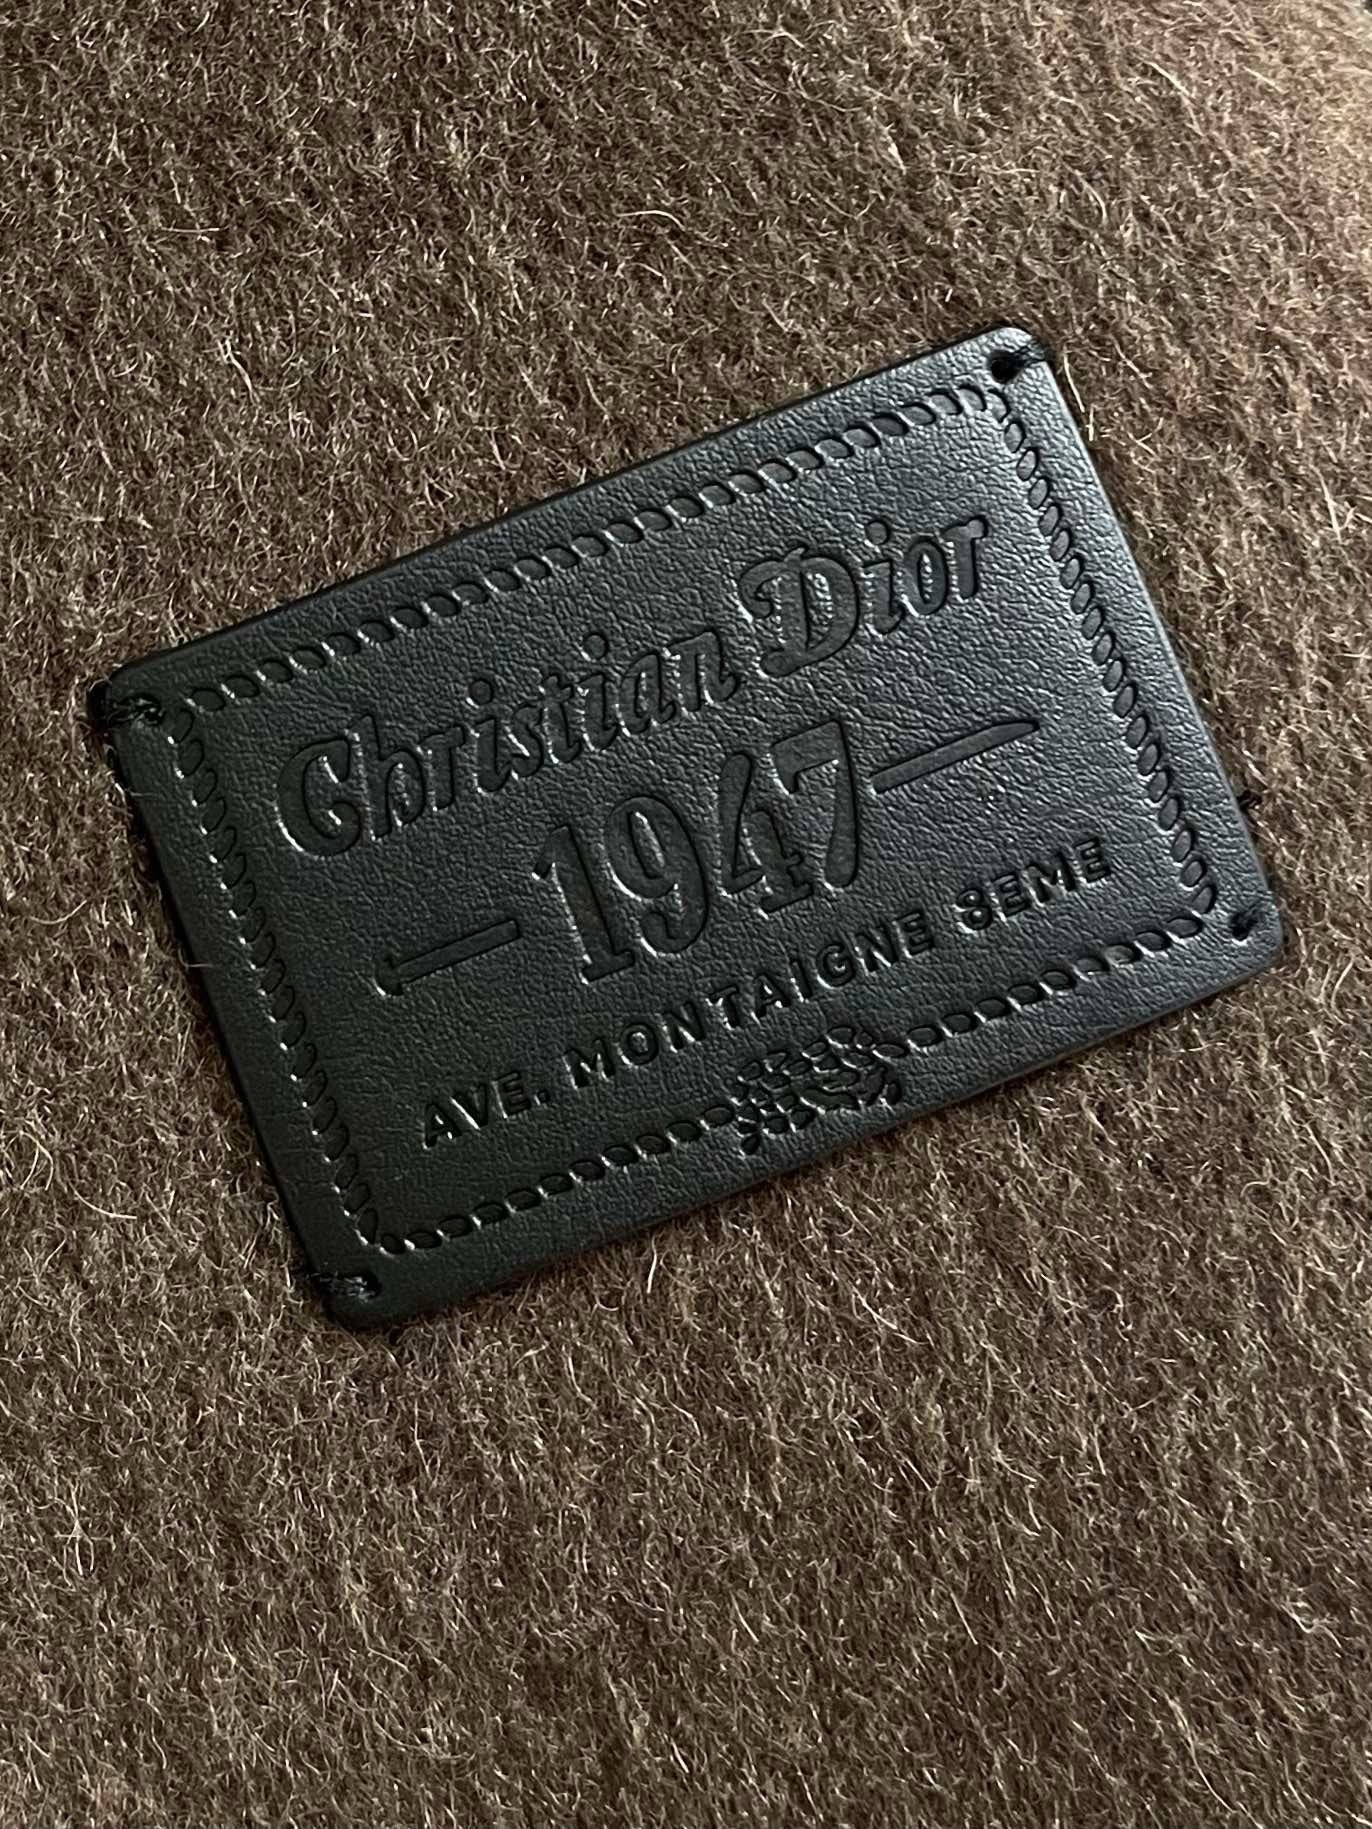 Christian Dior
1947
AVE. MONTAIGNE 8EME